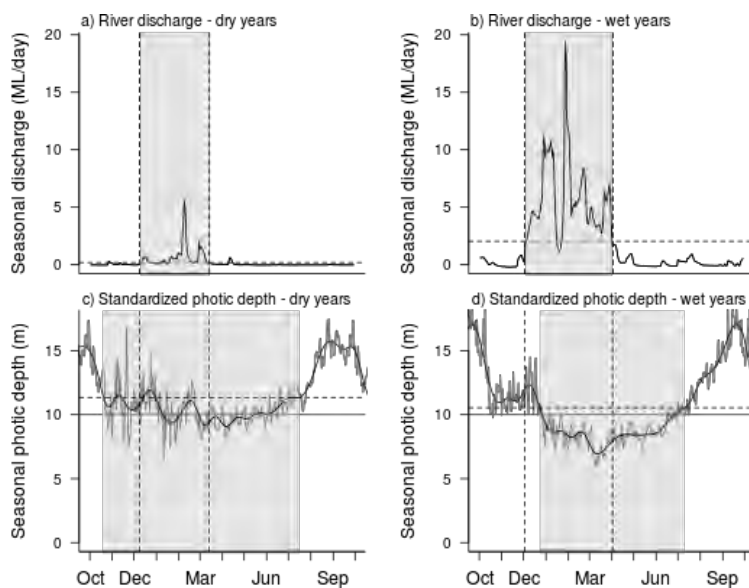 a) River discharge - dry years
b) River discharge - wet years
Seasonal discharge (ML/day)
20
15
10
5
0
Seasonal discharge (ML/day)
20
15
10
5
0
c) Standardized photic depth - dry years
d) Standardized photic depth - wet years
Seasonal photic depth (m)
15
10
5
0
Seasonal photic depth (m)
15
10
5
0
Oct Dec Mar Jun Sep
Oct Dec Mar Jun Sep